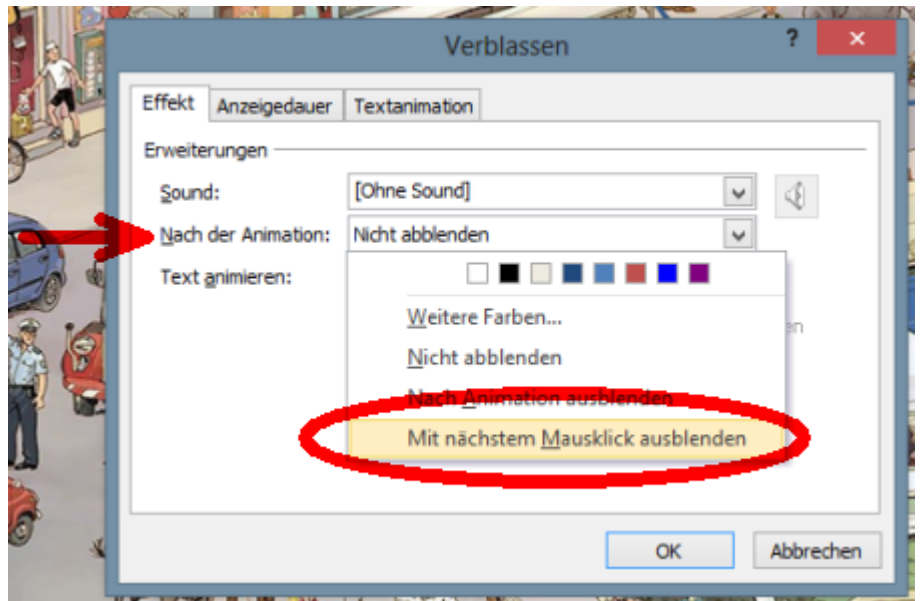 Verblassen
?
×
Effekt Anzeigedauer Textanimation
Erweiterungen
Sound: [Ohne Sound]
Nach der Animation: Nicht abblenden
Text animieren:
Weitere Farben...
en
Nicht abblenden
Nach Animation ausblenden
Mit nächstem Mausklick ausblenden
OK Abbrechen